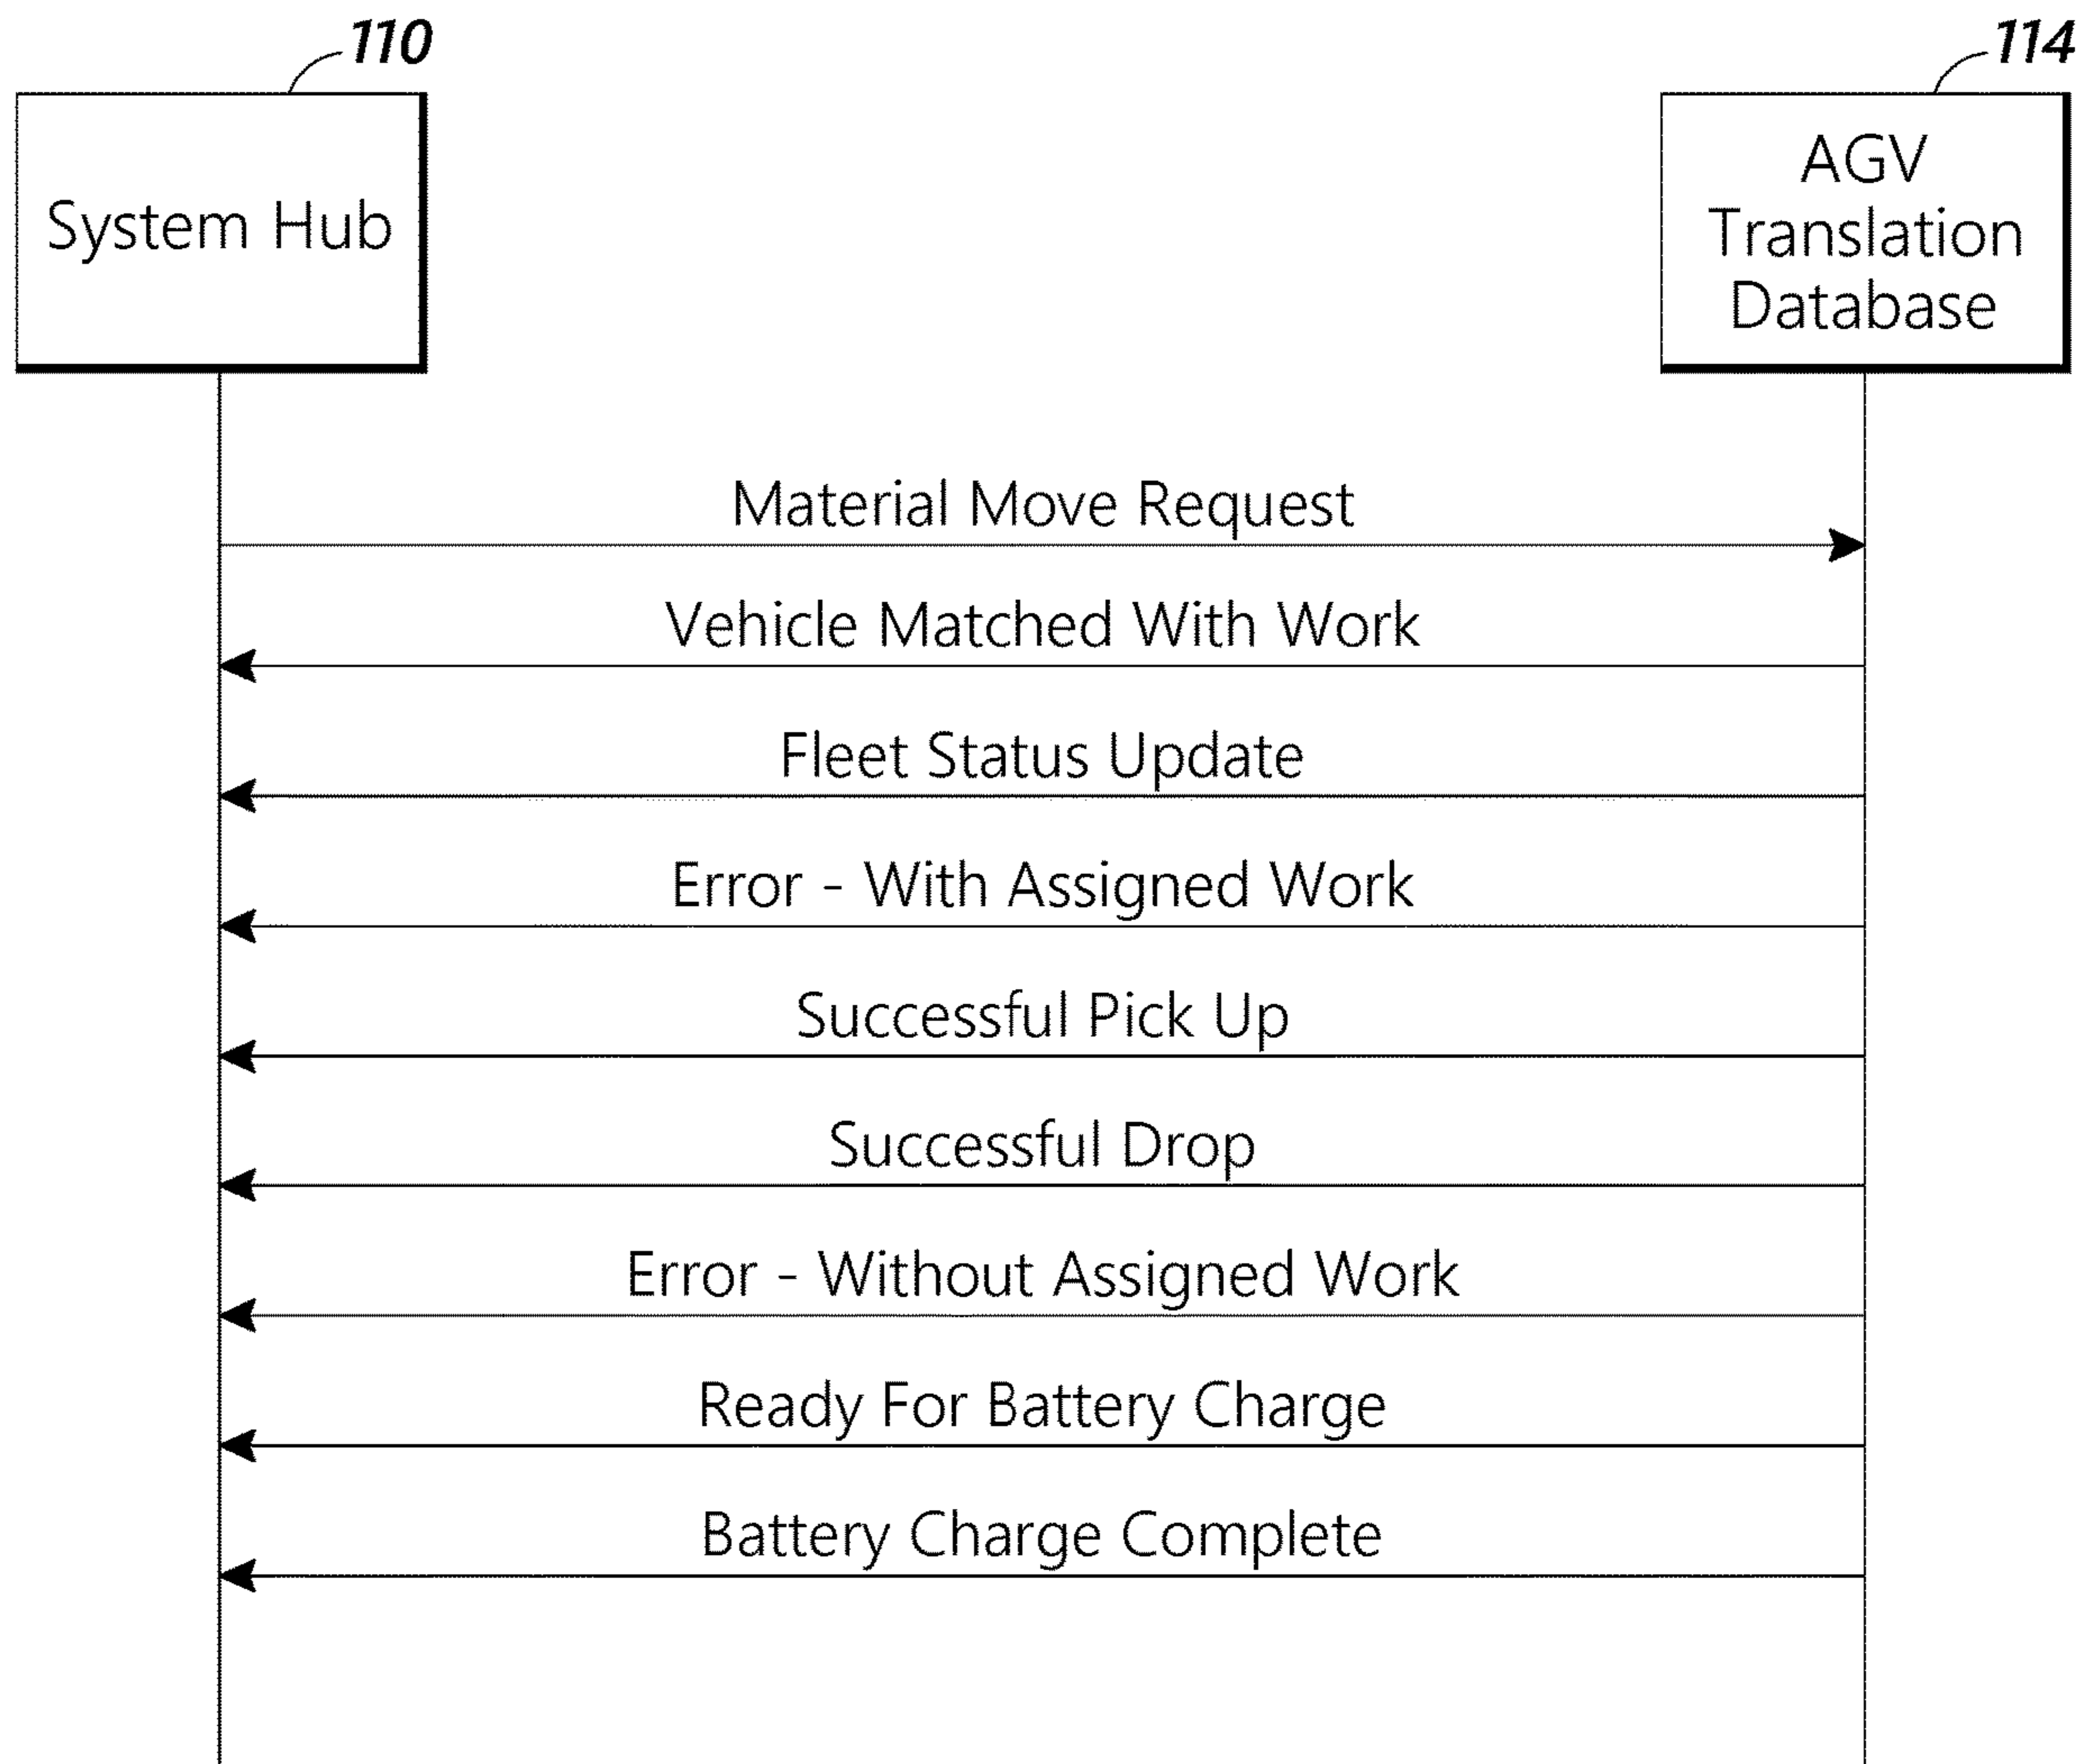 110
114
System Hub
AGV
Translation
Database
Material Move Request
Vehicle Matched With Work
Fleet Status Update
Error - With Assigned Work
Successful Pick Up
Successful Drop
Error - Without Assigned Work
Ready For Battery Charge
Battery Charge Complete